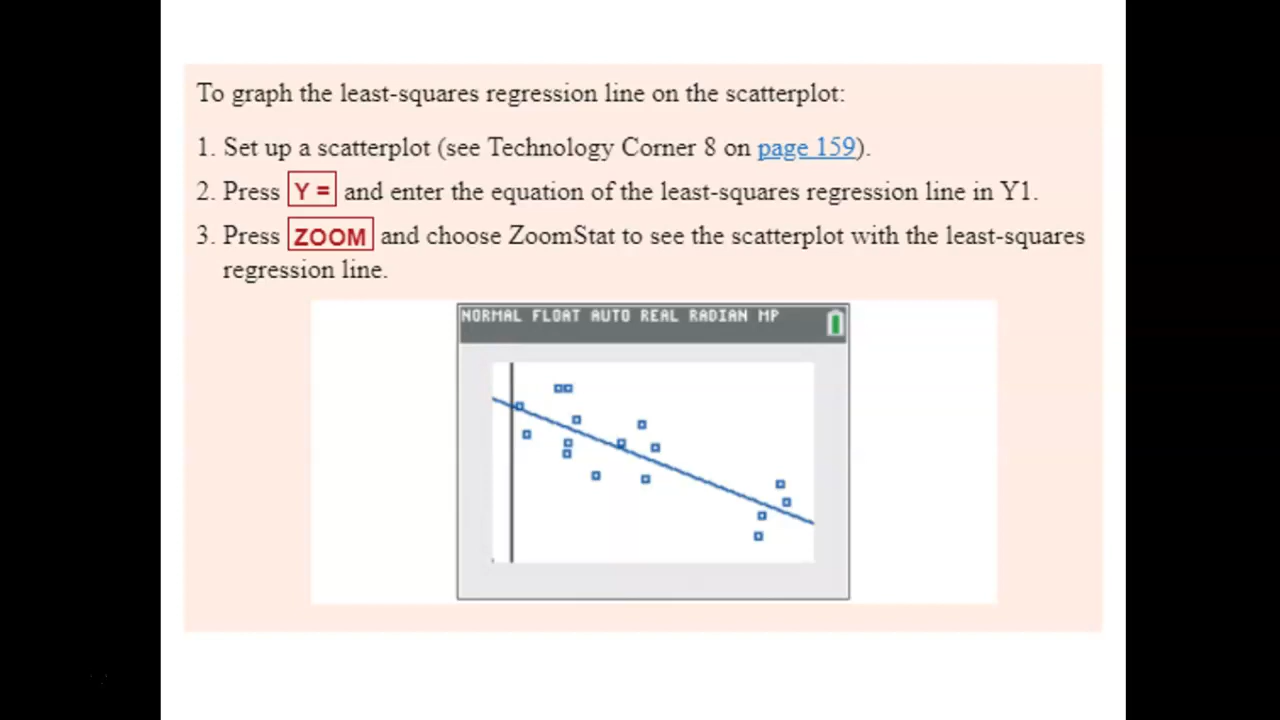 To graph the least-squares regression line on the scatterplot:
1. Set up a scatterplot (see Technology Corner 8 on page 159).
2. Press Y = and enter the equation of the least-squares regression line in Y1.
3. Press ZOOM and choose ZoomStat to see the scatterplot with the least-squares
regression line.
NORMAL FLOAT AUTO REAL RADIAN MP